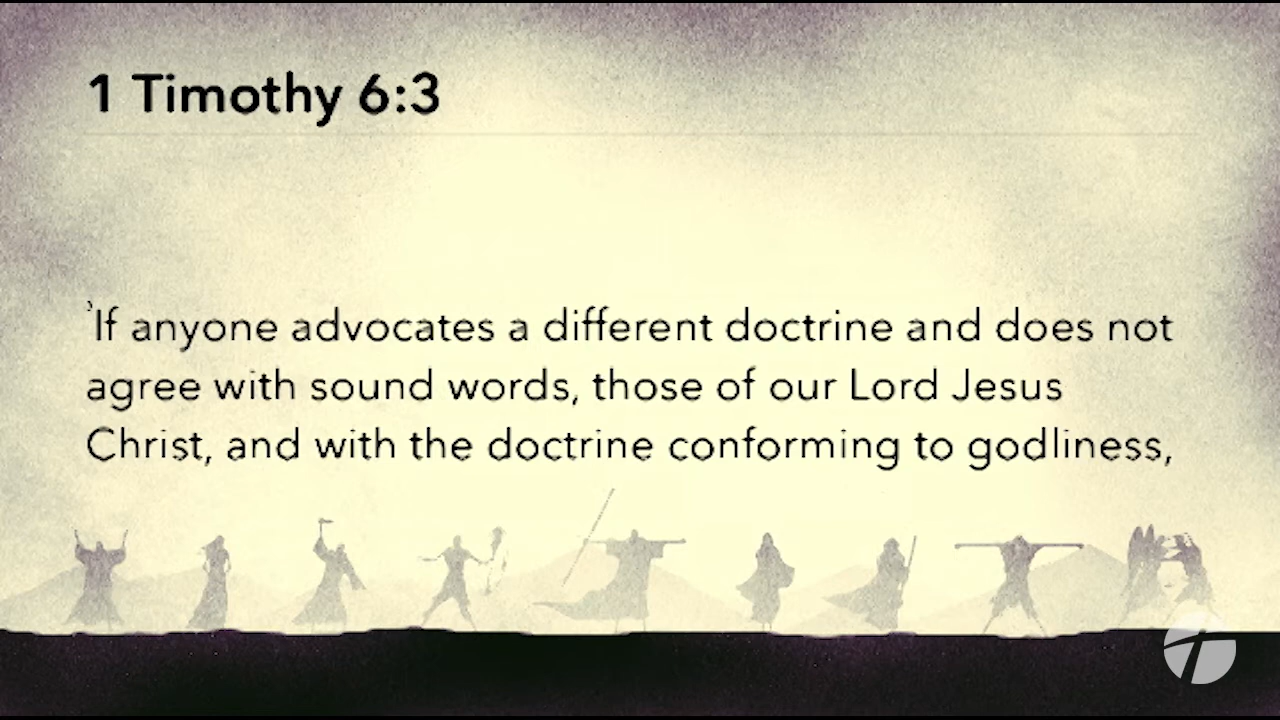 1 Timothy 6:3
If anyone advocates a different doctrine and does not
agree with sound words, those of our Lord Jesus
Christ, and with the doctrine conforming to godliness,